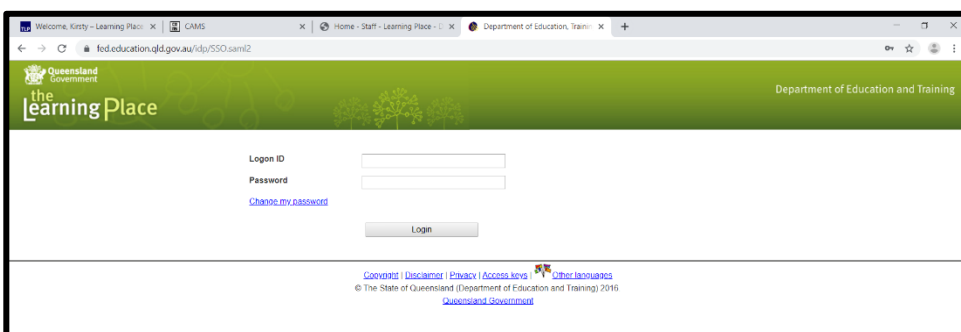 Welcome, Kirsty – Learning Place
CAMS
Home - Staff - Learning Place - D
Department of Education, Trainin
fed.education.qld.gov.au/idp/SSO.saml2
Queensland
Government
the
Learning Place
Department of Education and Training
Logon ID
Password
Change my password
Login
Copyright | Disclaimer | Privacy | Access keys | Other languages
© The State of Queensland (Department of Education and Training) 2016
Queensland Government